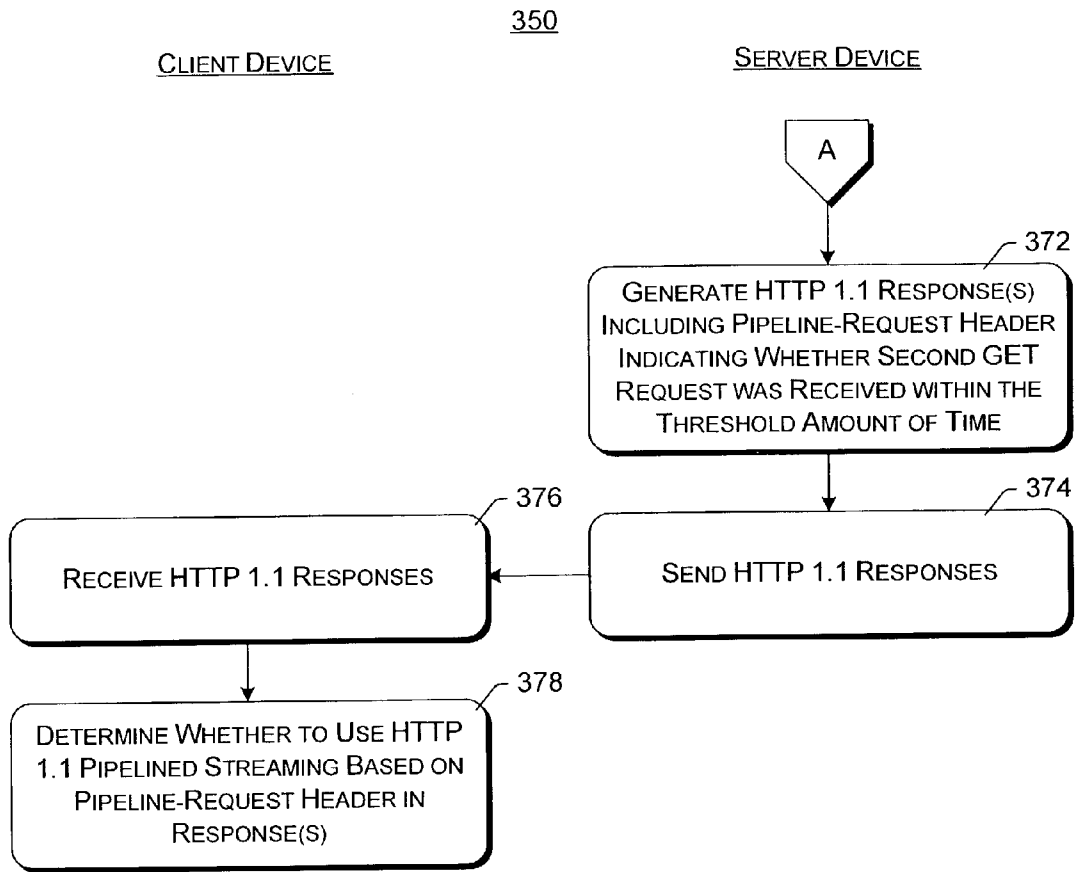 350
CLIENT DEVICE
SERVER DEVICE
A
372
GENERATE HTTP 1.1 RESPONSE(S)
INCLUDING PIPELINE-REQUEST HEADER
INDICATING WHETHER SECOND GET
REQUEST WAS RECEIVED WITHIN THE
THRESHOLD AMOUNT OF TIME
376
374
RECEIVE HTTP 1.1 RESPONSES
SEND HTTP 1.1 RESPONSES
378
DETERMINE WHETHER TO USE HTTP
1.1 PIPELINED STREAMING BASED ON
PIPELINE-REQUEST HEADER IN
RESPONSE(S)